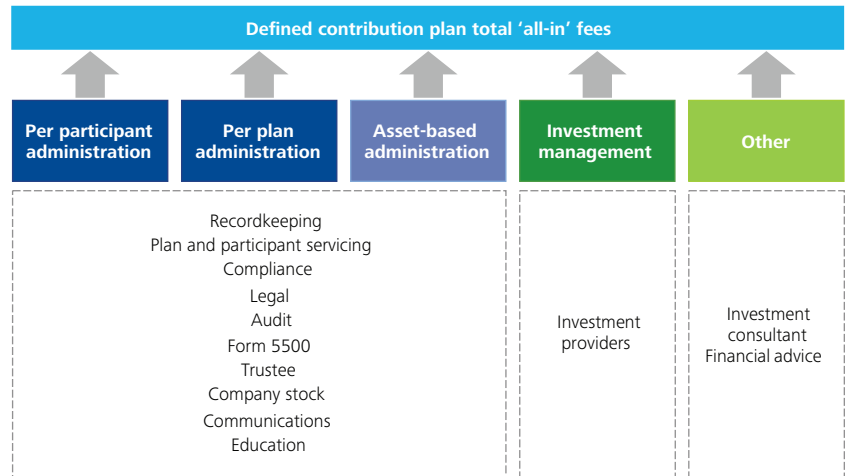 Defined contribution plan total ‘all-in’ fees
Per participant
administration
Per plan
administration
Asset-based
administration
Investment
management
Other
Recordkeeping
Plan and participant servicing
Compliance
Legal
Audit
Form 5500
Trustee
Company stock
Communications
Education
Investment
providers
Investment
consultant
Financial advice